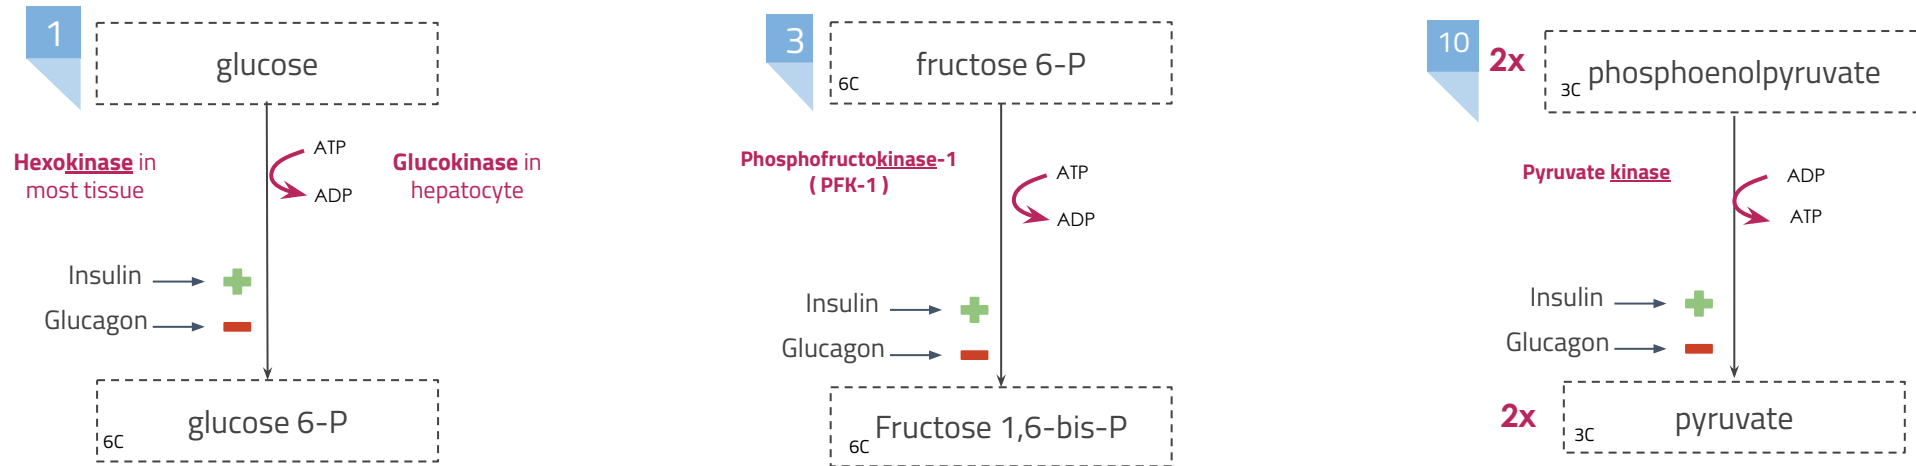 1
glucose
Hexokinase in
most tissue
ATP
ADP
Glucokinase in
hepatocyte
Insulin
Glucagon
6C
glucose 6-P
3
fructose 6-P
6C
Phosphofructokinase-1
( PFK-1 )
ATP
ADP
Insulin
Glucagon
6C
Fructose 1,6-bis-P
10
2x
3C
phosphoenolpyruvate
Pyruvate kinase
ADP
ATP
Insulin
Glucagon
2x
3C
pyruvate